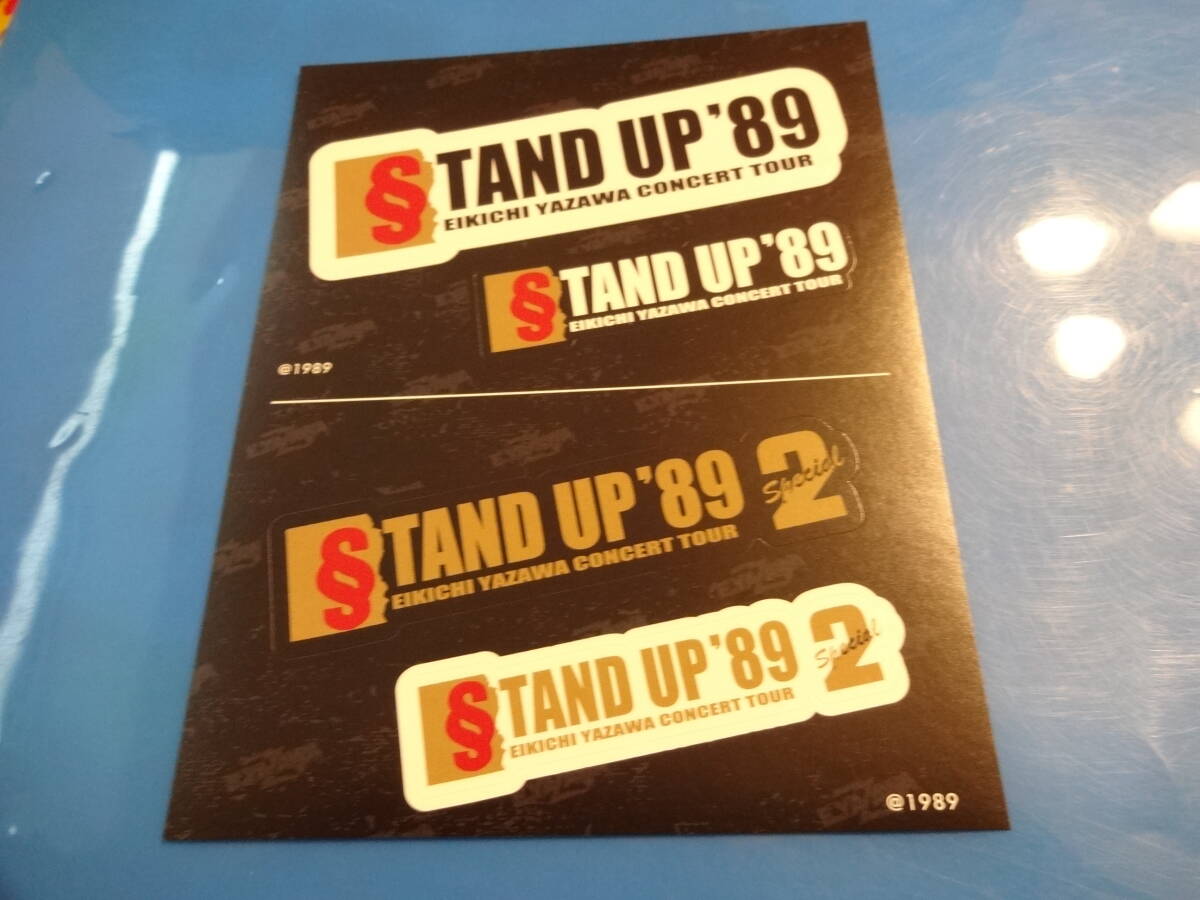 §TAND UP '89
EIKICHI YAZAWA CONCERT TOUR
§TAND UP '89
EIKICHI YAZAWA CONCERT TOUR
@1989
§TAND UP '89 2 Special
EIKICHI YAZAWA CONCERT TOUR
§TAND UP '89 2 Special
EIKICHI YAZAWA CONCERT TOUR
@1989